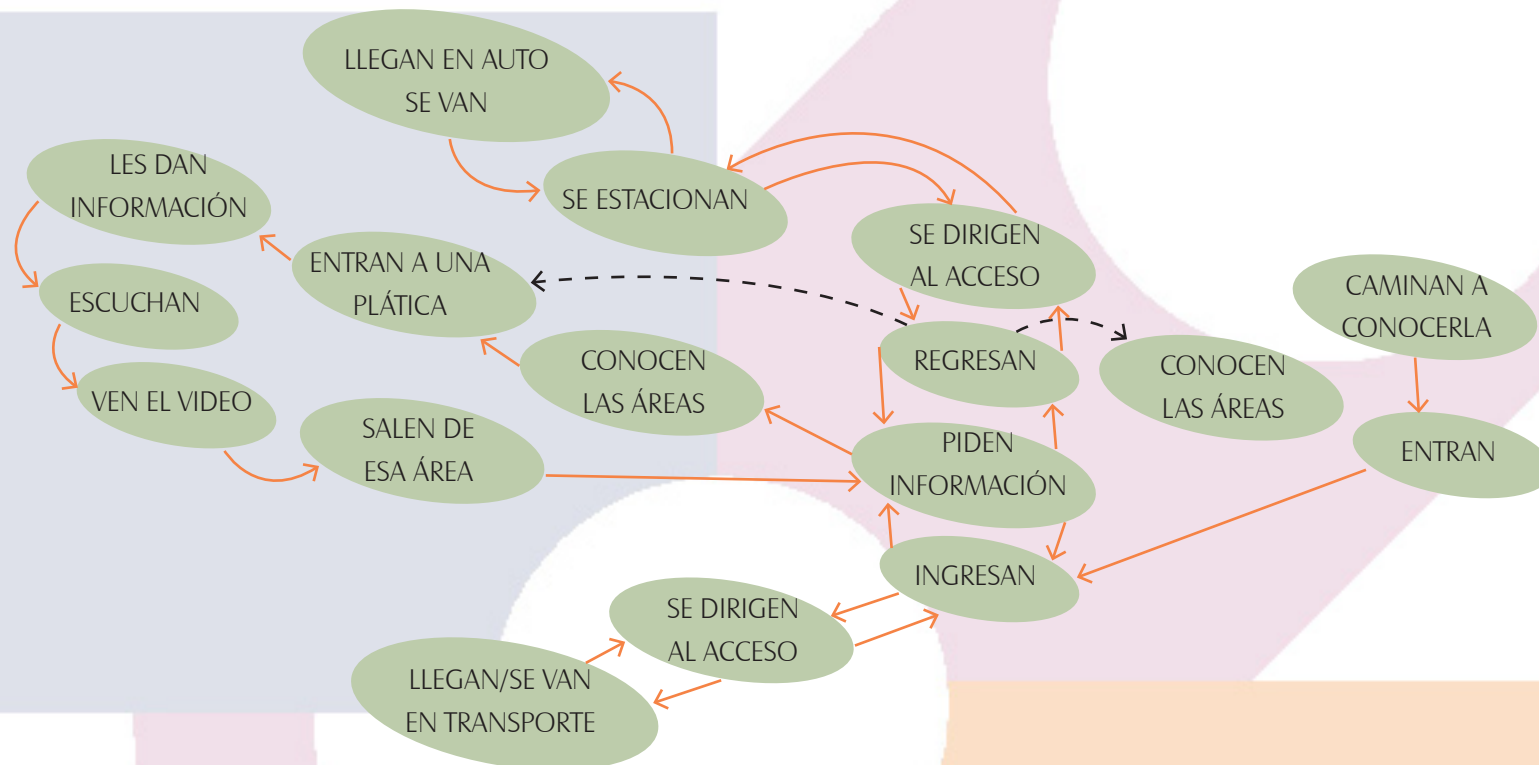 LLEGAN EN AUTO
SE VAN
LES DAN
INFORMACIÓN
SE ESTACIONAN
SE DIRIGEN
AL ACCESO
ENTRAN A UNA
PLÁTICA
ESCUCHAN
CAMINAN A
CONOCERLA
REGRESAN
CONOCEN
LAS ÁREAS
CONOCEN
LAS ÁREAS
VEN EL VIDEO
SALEN DE
ESA ÁREA
PIDEN
INFORMACIÓN
ENTRAN
INGRESAN
SE DIRIGEN
AL ACCESO
LLEGAN/SE VAN
EN TRANSPORTE